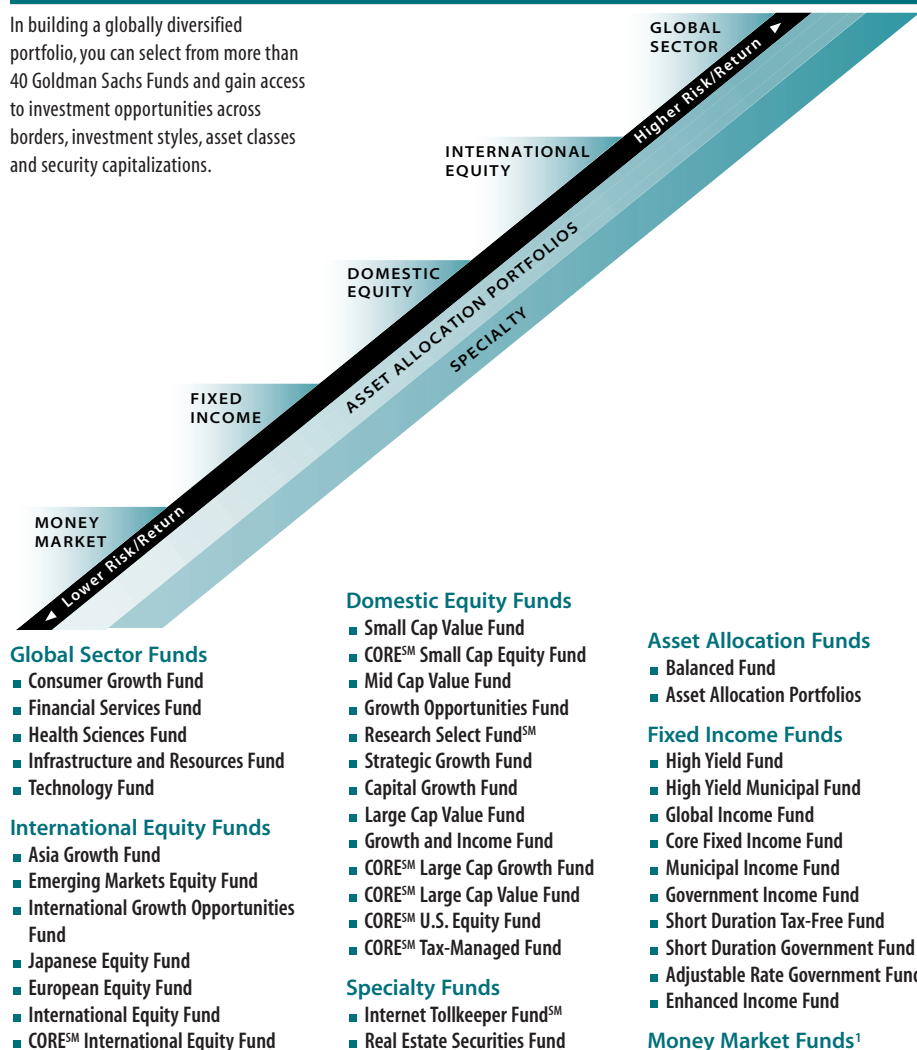 In building a globally diversified
portfolio, you can select from more than
40 Goldman Sachs Funds and gain access
to investment opportunities across
borders, investment styles, asset classes
and security capitalizations.
GLOBAL
SECTOR
Higher Risk/Return ►
INTERNATIONAL
EQUITY
DOMESTIC
EQUITY
ASSET ALLOCATION PORTFOLIOS
SPECIALTY
FIXED
INCOME
MONEY
MARKET
◄ Lower Risk/Return
Global Sector Funds
■ Consumer Growth Fund
■ Financial Services Fund
■ Health Sciences Fund
■ Infrastructure and Resources Fund
■ Technology Fund
International Equity Funds
■ Asia Growth Fund
■ Emerging Markets Equity Fund
■ International Growth Opportunities
Fund
■ Japanese Equity Fund
■ European Equity Fund
■ International Equity Fund
■ CORE℠ International Equity Fund
Domestic Equity Funds
■ Small Cap Value Fund
■ CORE℠ Small Cap Equity Fund
■ Mid Cap Value Fund
■ Growth Opportunities Fund
■ Research Select Fund℠
■ Strategic Growth Fund
■ Capital Growth Fund
■ Large Cap Value Fund
■ Growth and Income Fund
■ CORE℠ Large Cap Growth Fund
■ CORE℠ Large Cap Value Fund
■ CORE℠ U.S. Equity Fund
■ CORE℠ Tax-Managed Fund
Specialty Funds
■ Internet Tollkeeper Fund℠
■ Real Estate Securities Fund
Asset Allocation Funds
■ Balanced Fund
■ Asset Allocation Portfolios
Fixed Income Funds
■ High Yield Fund
■ High Yield Municipal Fund
■ Global Income Fund
■ Core Fixed Income Fund
■ Municipal Income Fund
■ Government Income Fund
■ Short Duration Tax-Free Fund
■ Short Duration Government Fund
■ Adjustable Rate Government Fund
■ Enhanced Income Fund
Money Market Funds¹